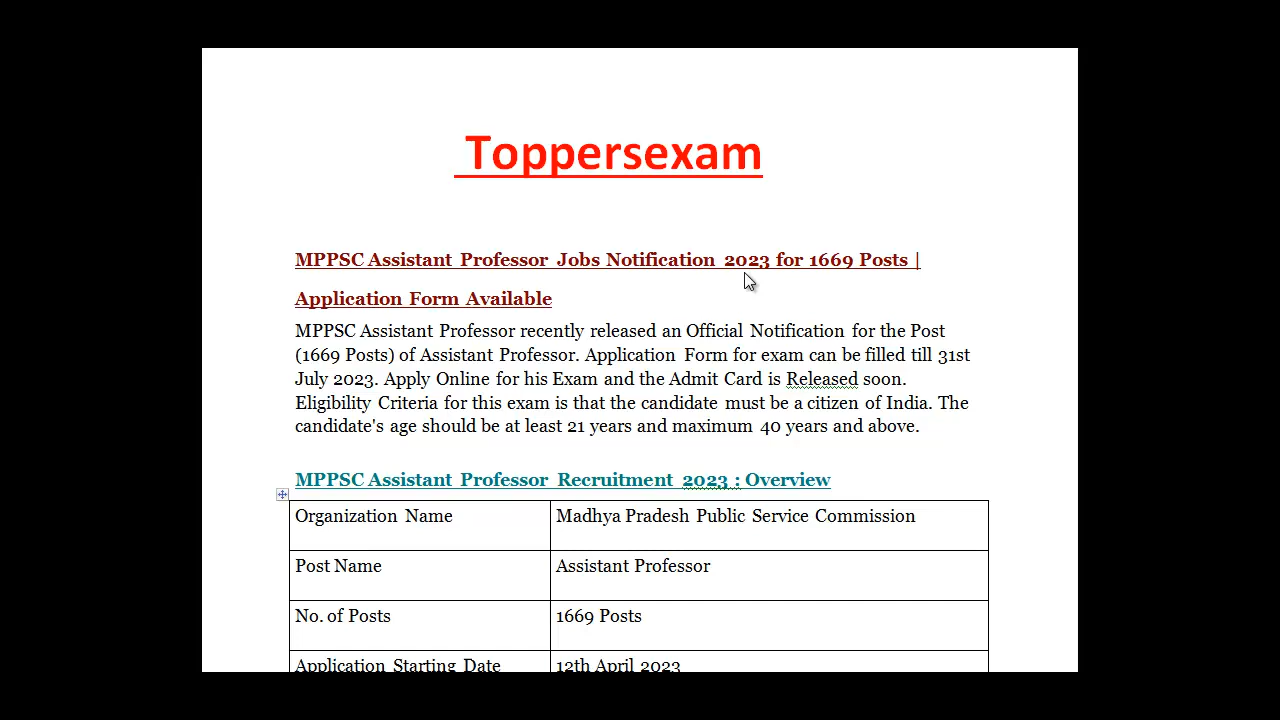 Toppersexam
MPPSC Assistant Professor Jobs Notification 2023 for 1669 Posts |
Application Form Available
MPPSC Assistant Professor recently released an Official Notification for the Post
(1669 Posts) of Assistant Professor. Application Form for exam can be filled till 31st
July 2023. Apply Online for his Exam and the Admit Card is Released soon.
Eligibility Criteria for this exam is that the candidate must be a citizen of India. The
candidate's age should be at least 21 years and maximum 40 years and above.
MPPSC Assistant Professor Recruitment 2023 : Overview
Organization Name Madhya Pradesh Public Service Commission
Post Name Assistant Professor
No. of Posts 1669 Posts
Application Starting Date 12th April 2023